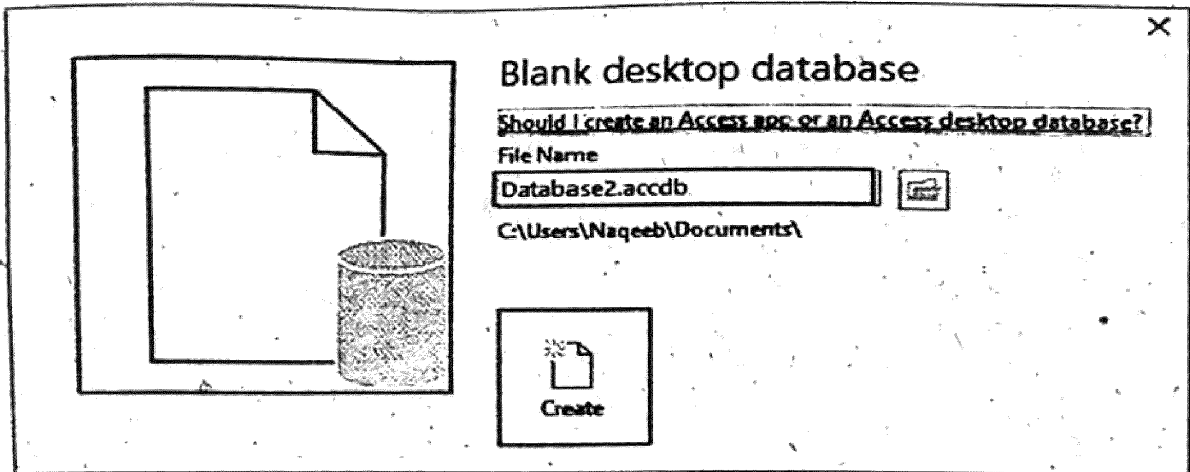 Blank desktop database
Should I create an Access app or an Access desktop database?
File Name
Database2.accdb
C:\Users\Naqeeb\Documents\
Create